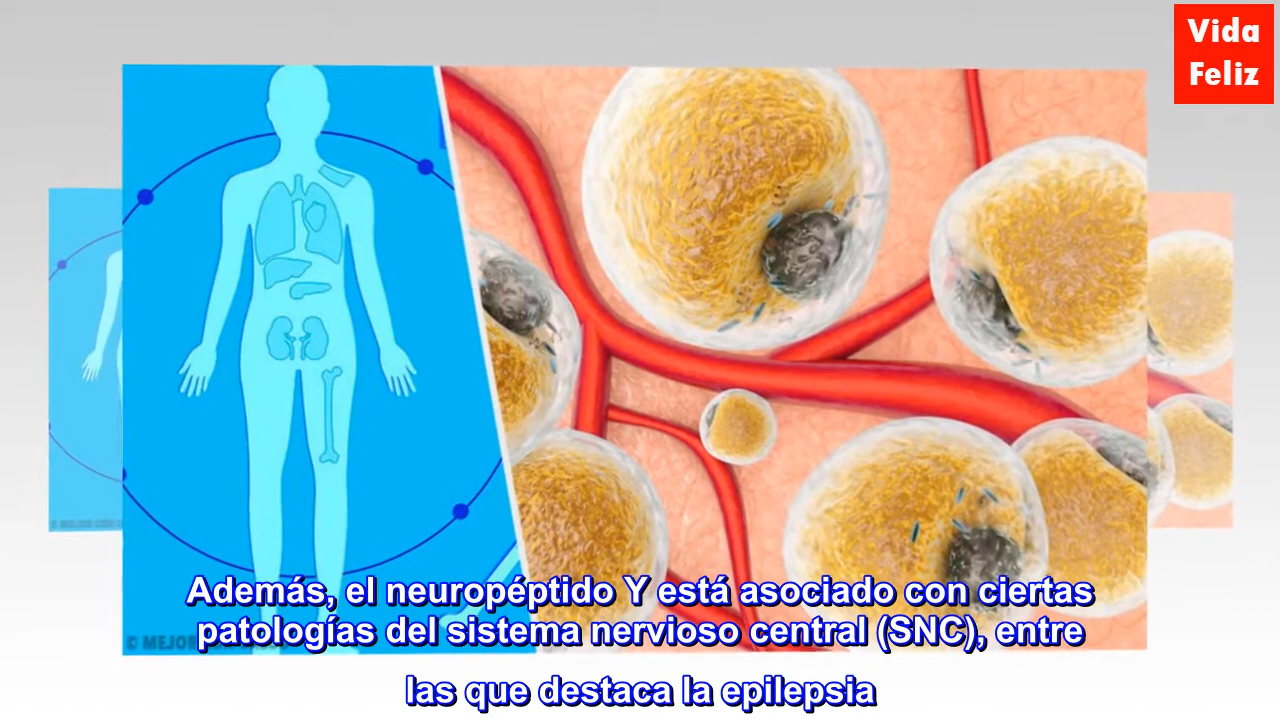 Vida
Feliz
Además, el neuropéptido Y está asociado con ciertas
patologías del sistema nervioso central (SNC), entre
las que destaca la epilepsia